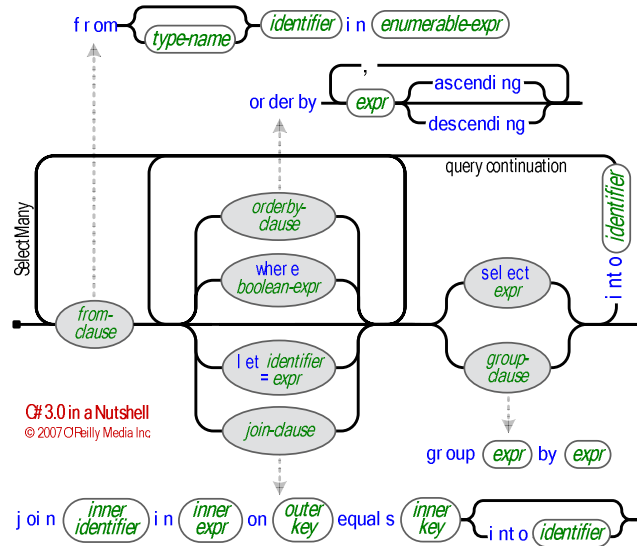 from type-name identifier in enumerable-expr
,
orderby expr ascending
descending
query continuation
SelectMany
identifier
into
orderby-
clause
where
boolean-expr
select
expr
from-
clause
let identifier
= expr
group-
clause
join-clause
C# 3.0 in a Nutshell
© 2007 O'Reilly Media Inc.
group expr by expr
join inner identifier in inner expr on outer key equals inner key
into identifier